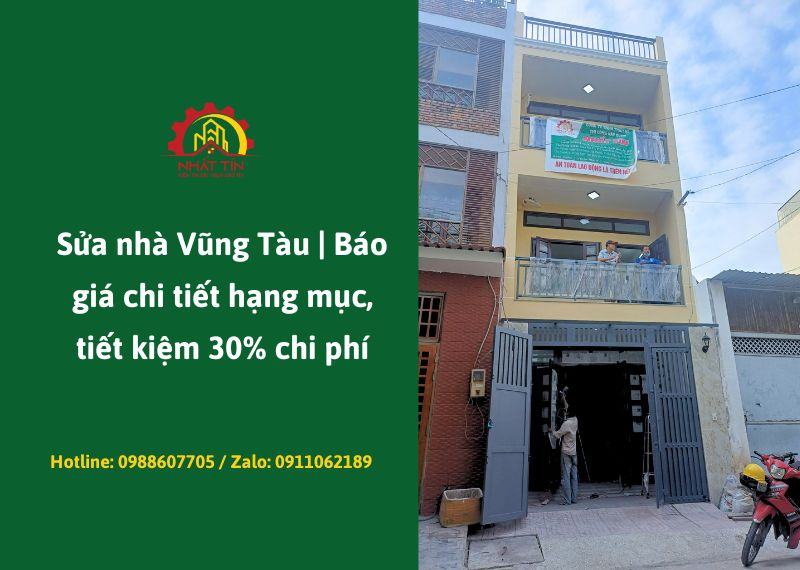 NHẤT TÍN
Sửa nhà Vũng Tàu | Báo
giá chi tiết hạng mục,
tiết kiệm 30% chi phí
Hotline: 0988607705 / Zalo: 0911062189
AN TOÀN LAO ĐỘNG LÀ TRÊN HẾT